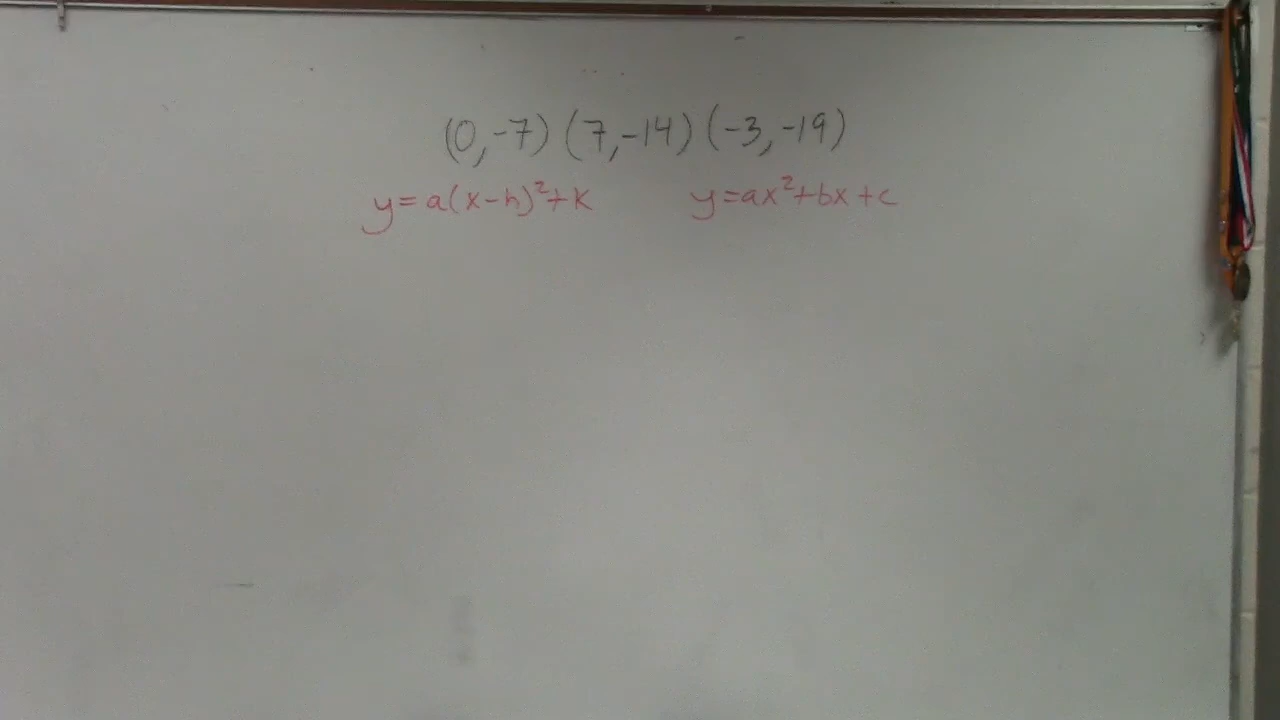 (0,-7) (7,-14) (-3,-19)
y=a(x-h)²+k y=ax²+bx+c